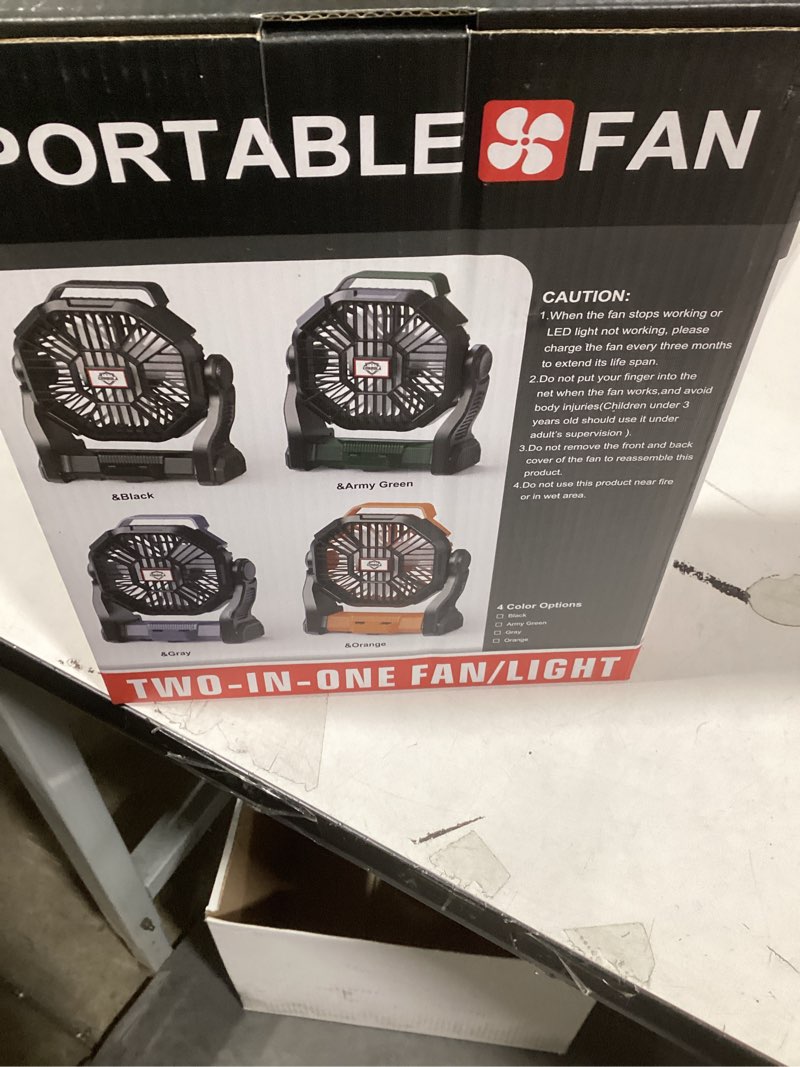 PORTABLE FAN
CAUTION:
1.When the fan stops working or
LED light not working, please
charge the fan every three months
to extend its life span.
2.Do not put your finger into the
net when the fan works,and avoid
body injuries(Children under 3
years old should use it under
adult's supervision ).
3.Do not remove the front and back
cover of the fan to reassemble this
product.
4.Do not use this product near fire
or in wet area.
&Black
&Army Green
&Gray
&Orange
4 Color Options
Black
Army Green
Gray
Orange
TWO-IN-ONE FAN/LIGHT